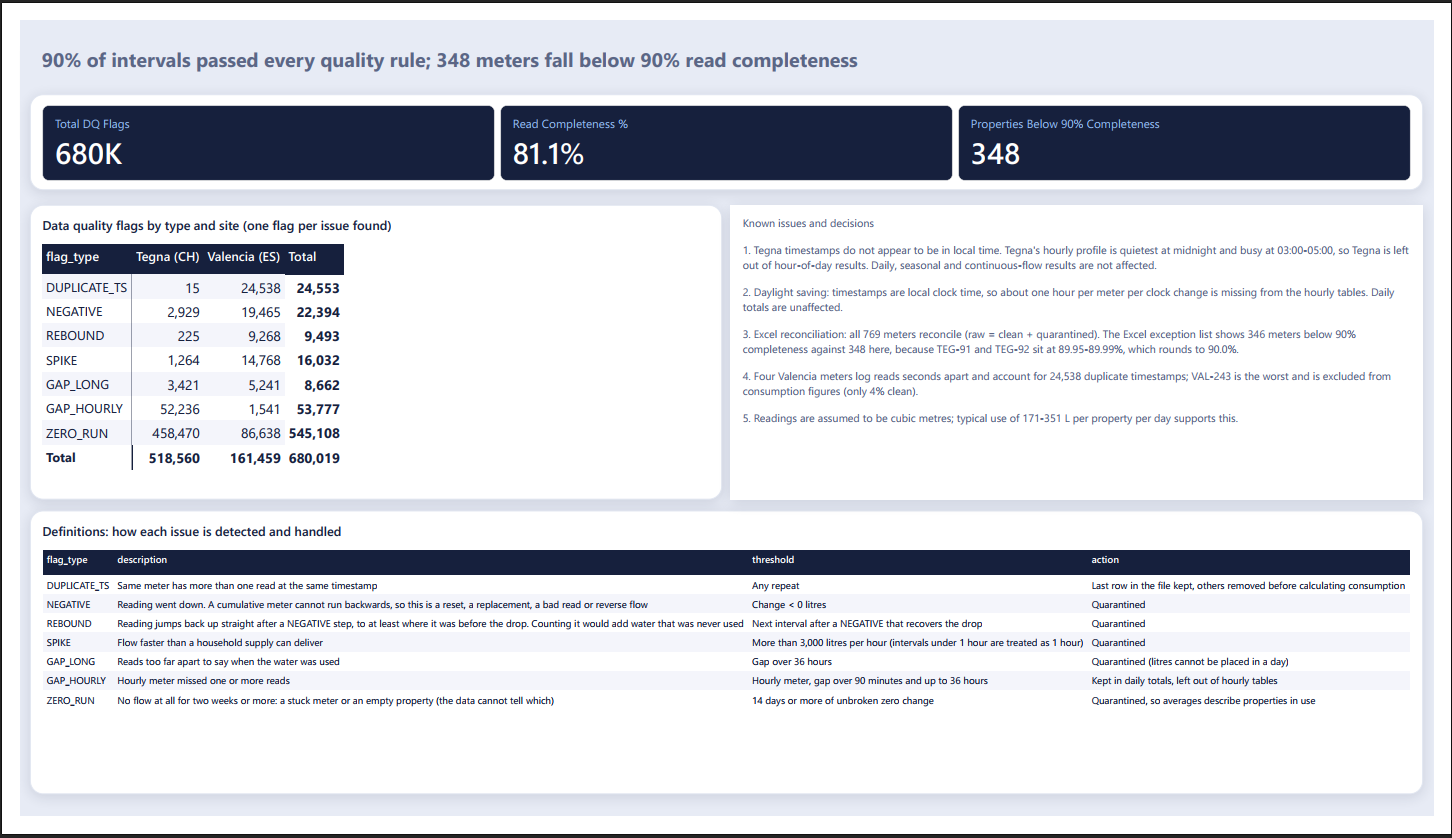 90% of intervals passed every quality rule; 348 meters fall below 90% read completeness
Total DQ Flags
680K
Read Completeness %
81.1%
Properties Below 90% Completeness
348
Data quality flags by type and site (one flag per issue found)
flag_type Tegna (CH) Valencia (ES) Total
DUPLICATE_TS 15 24,538 24,553
NEGATIVE 2,929 19,465 22,394
REBOUND 225 9,268 9,493
SPIKE 1,264 14,768 16,032
GAP_LONG 3,421 5,241 8,662
GAP_HOURLY 52,236 1,541 53,777
ZERO_RUN 458,470 86,638 545,108
Total 518,560 161,459 680,019
Known issues and decisions
1. Tegna timestamps do not appear to be in local time. Tegna's hourly profile is quietest at midnight and busy at 03:00-05:00, so Tegna is left
out of hour-of-day results. Daily, seasonal and continuous-flow results are not affected.
2. Daylight saving: timestamps are local clock time, so about one hour per meter per clock change is missing from the hourly tables. Daily
totals are unaffected.
3. Excel reconciliation: all 769 meters reconcile (raw = clean + quarantined). The Excel exception list shows 346 meters below 90%
completeness against 348 here, because TEG-91 and TEG-92 sit at 89.95-89.99%, which rounds to 90.0%.
4. Four Valencia meters log reads seconds apart and account for 24,538 duplicate timestamps; VAL-243 is the worst and is excluded from
consumption figures (only 4% clean).
5. Readings are assumed to be cubic metres; typical use of 171-351 L per property per day supports this.
Definitions: how each issue is detected and handled
flag_type description threshold action
DUPLICATE_TS Same meter has more than one read at the same timestamp Any repeat Last row in the file kept, others removed before calculating consumption
NEGATIVE Reading went down. A cumulative meter cannot run backwards, so this is a reset, a replacement, a bad read or reverse flow Change < 0 litres Quarantined
REBOUND Reading jumps back up straight after a NEGATIVE step, to at least where it was before the drop. Counting it would add water that was never used Next interval after a NEGATIVE that recovers the drop Quarantined
SPIKE Flow faster than a household supply can deliver More than 3,000 litres per hour (intervals under 1 hour are treated as 1 hour) Quarantined
GAP_LONG Reads too far apart to say when the water was used Gap over 36 hours Quarantined (litres cannot be placed in a day)
GAP_HOURLY Hourly meter missed one or more reads Hourly meter, gap over 90 minutes and up to 36 hours Kept in daily totals, left out of hourly tables
ZERO_RUN No flow at all for two weeks or more: a stuck meter or an empty property (the data cannot tell which) 14 days or more of unbroken zero change Quarantined, so averages describe properties in use